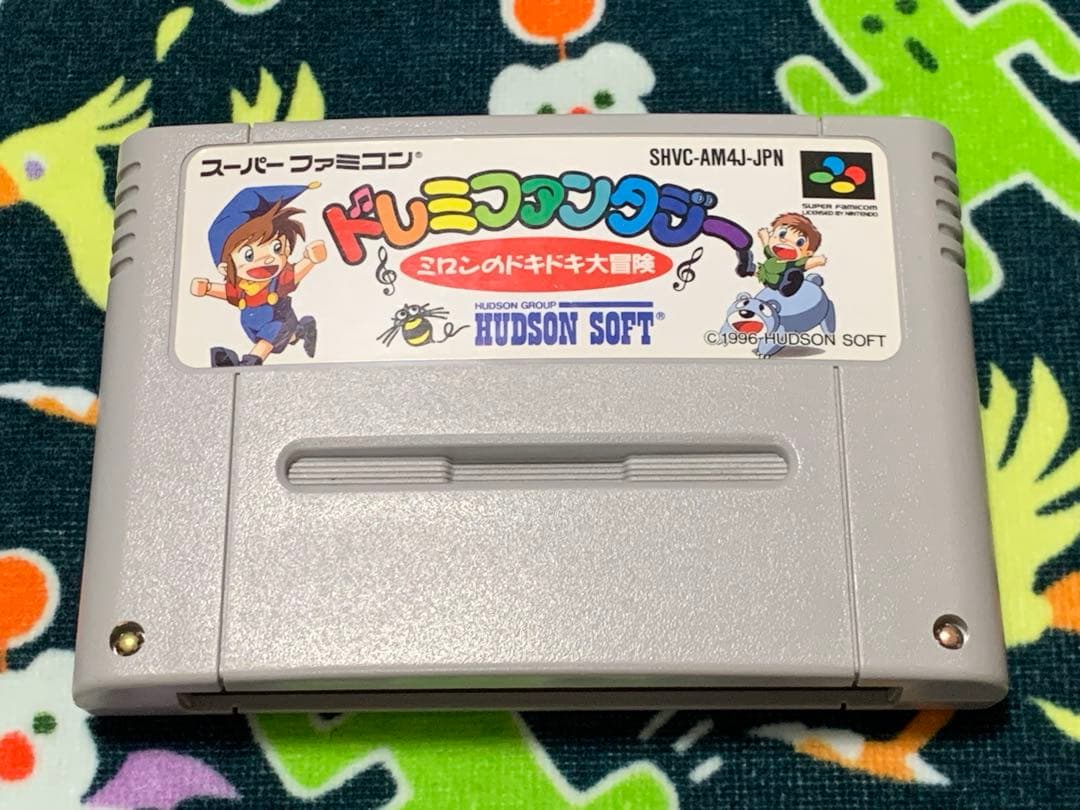 スーパーファミコン®
SHVC-AM4J-JPN
SUPER FAMICOM
LICENSED BY NINTENDO
ドレミファンタジー
ミロンのドキドキ大冒険
HUDSON GROUP
HUDSON SOFT®
©1996 HUDSON SOFT